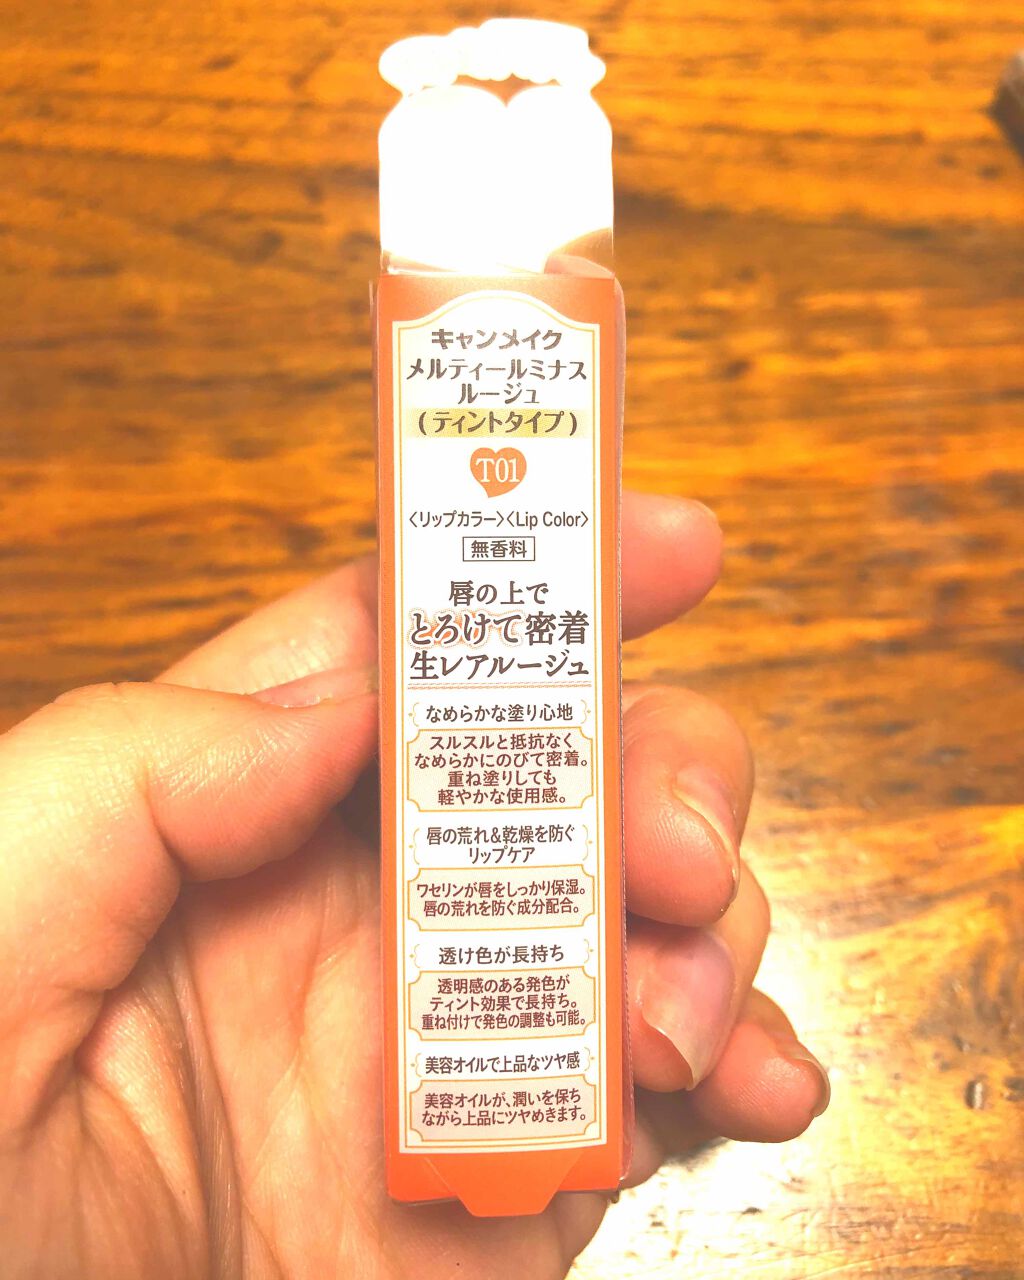 キャンメイク
メルティールミナス
ルージュ
(ティントタイプ)
T01
〈リップカラー〉〈Lip Color〉
無香料
唇の上で
とろけて密着
生レアルージュ
なめらかな塗り心地
スルスルと抵抗なく
なめらかにのびて密着。
重ね塗りしても
軽やかな使用感。
唇の荒れ&乾燥を防ぐ
リップケア
ワセリンが唇をしっかり保湿。
唇の荒れを防ぐ成分配合。
透け色が長持ち
透明感のある発色が
ティント効果で長持ち。
重ね付けで発色の調整も可能。
美容オイルで上品なツヤ感
美容オイルが、潤いを保ち
ながら上品にツヤめきます。